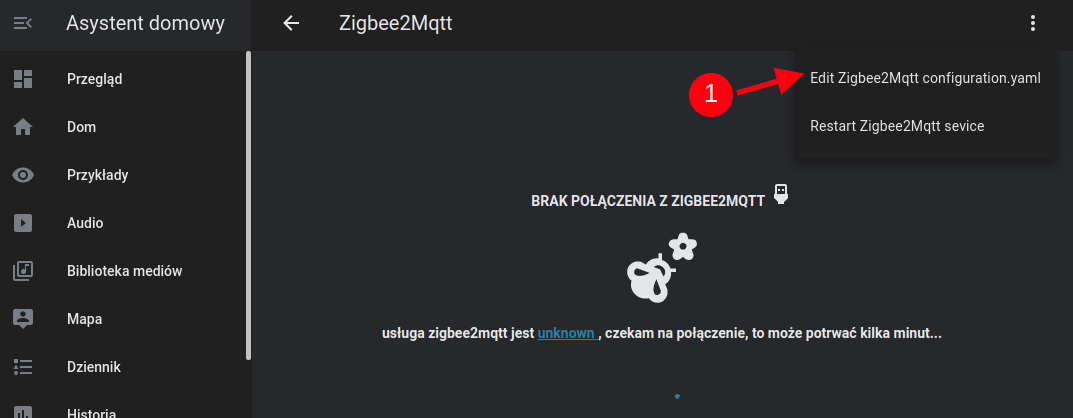 Asystent domowy
Zigbee2Mqtt
Przegląd
Dom
Przykłady
Audio
Biblioteka mediów
Mapa
Dziennik
Historia
1
Edit Zigbee2Mqtt configuration.yaml
Restart Zigbee2Mqtt sevice
BRAK POŁĄCZENIA Z ZIGBEE2MQTT
usługa zigbee2mqtt jest unknown , czekam na połączenie, to może potrwać kilka minut...